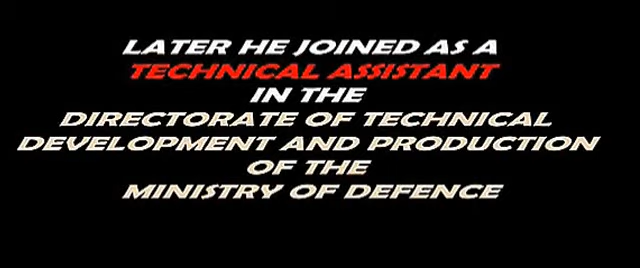 LATER HE JOINED AS A
TECHNICAL ASSISTANT
IN THE
DIRECTORATE OF TECHNICAL
DEVELOPMENT AND PRODUCTION
OF THE
MINISTRY OF DEFENCE